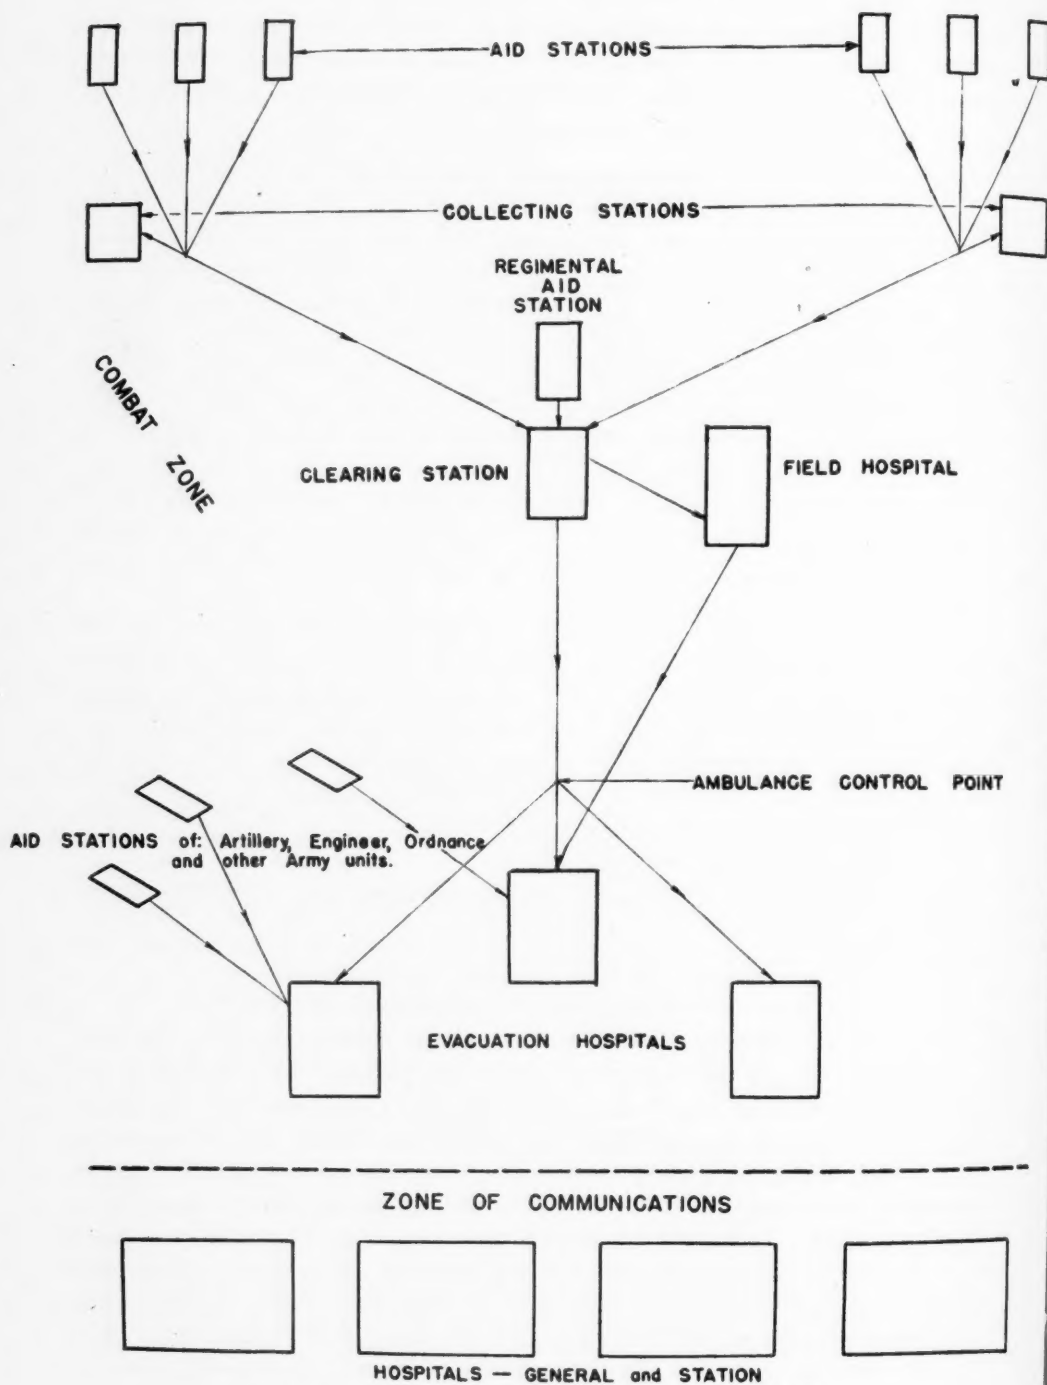 AID STATIONS
COLLECTING STATIONS
REGIMENTAL
AID
STATION
COMBAT ZONE
CLEARING STATION
FIELD HOSPITAL
AMBULANCE CONTROL POINT
AID STATIONS of: Artillery, Engineer, Ordnance
and other Army units.
EVACUATION HOSPITALS
ZONE OF COMMUNICATIONS
HOSPITALS — GENERAL and STATION